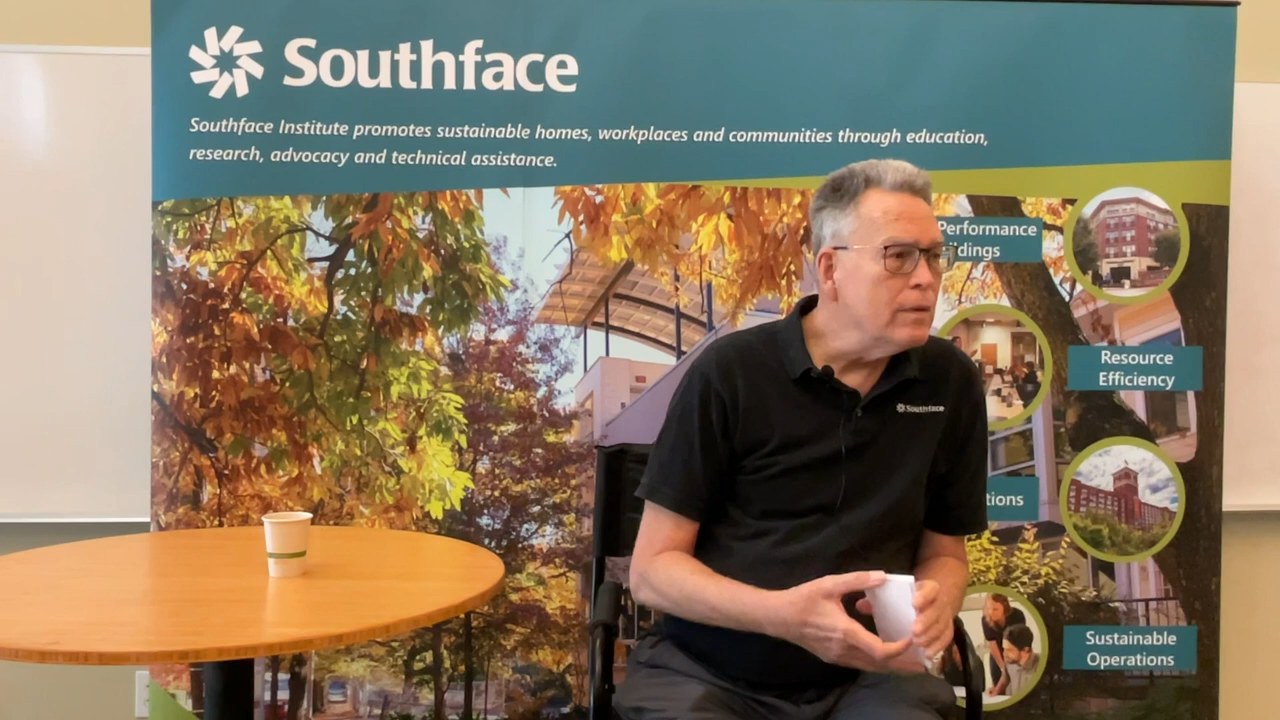 Southface
Southface Institute promotes sustainable homes, workplaces and communities through education,
research, advocacy and technical assistance.
Performance
Resource
Efficiency
Southface
Sustainable
Operations